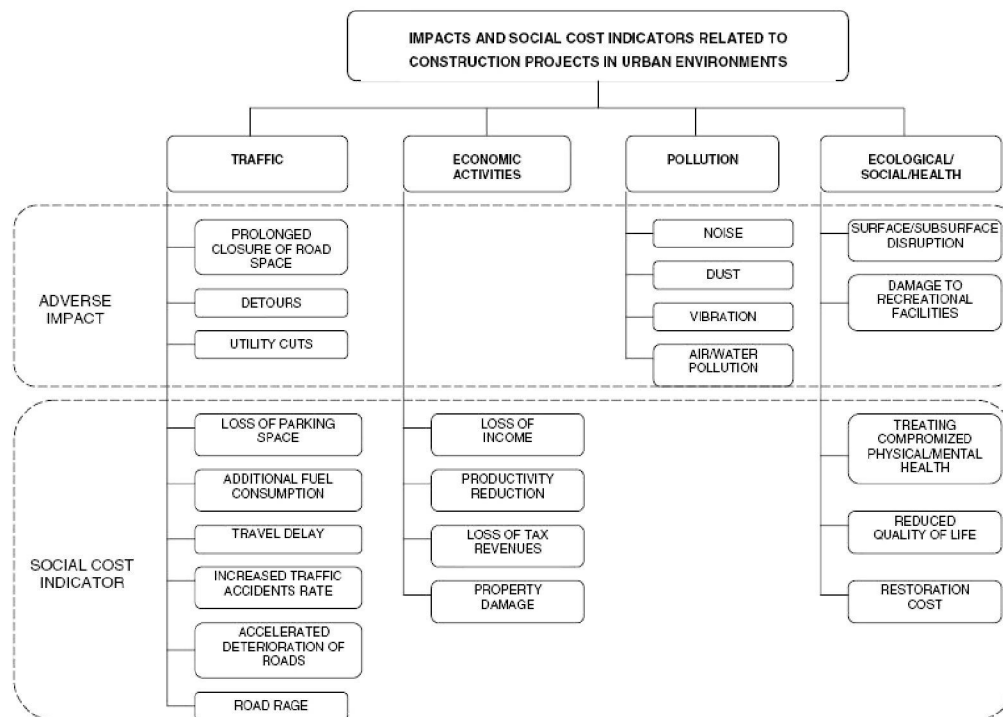 IMPACTS AND SOCIAL COST INDICATORS RELATED TO
CONSTRUCTION PROJECTS IN URBAN ENVIRONMENTS
TRAFFIC
ECONOMIC
ACTIVITIES
POLLUTION
ECOLOGICAL/
SOCIAL/HEALTH
ADVERSE
IMPACT
PROLONGED
CLOSURE OF ROAD
SPACE
DETOURS
UTILITY CUTS
NOISE
DUST
VIBRATION
AIR/WATER
POLLUTION
SURFACE/SUBSURFACE
DISRUPTION
DAMAGE TO
RECREATIONAL
FACILITIES
SOCIAL COST
INDICATOR
LOSS OF PARKING
SPACE
ADDITIONAL FUEL
CONSUMPTION
TRAVEL DELAY
INCREASED TRAFFIC
ACCIDENTS RATE
ACCELERATED
DETERIORATION OF
ROADS
ROAD RAGE
LOSS OF
INCOME
PRODUCTIVITY
REDUCTION
LOSS OF TAX
REVENUES
PROPERTY
DAMAGE
TREATING
COMPROMIZED
PHYSICAL/MENTAL
HEALTH
REDUCED
QUALITY OF LIFE
RESTORATION
COST